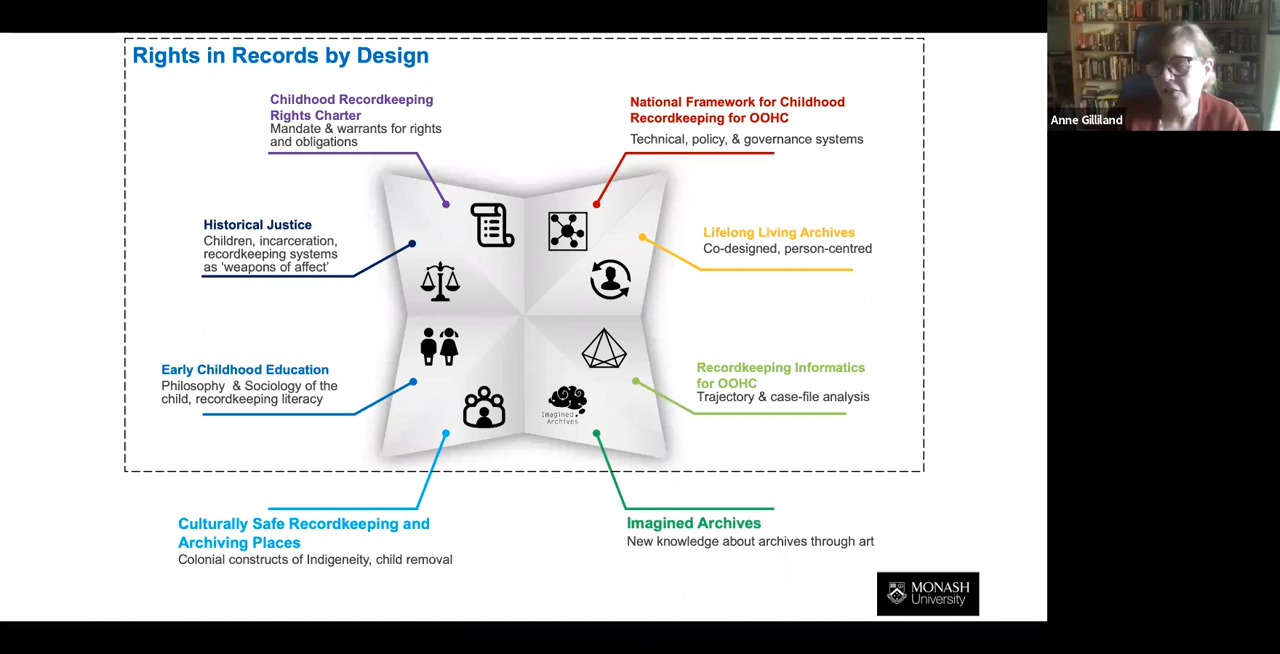 Rights in Records by Design
Childhood Recordkeeping
Rights Charter
Mandate & warrants for rights
and obligations
National Framework for Childhood
Recordkeeping for OOHC
Technical, policy, & governance systems
Historical Justice
Children, incarceration,
recordkeeping systems
as ‘weapons of affect’
Lifelong Living Archives
Co-designed, person-centred
Early Childhood Education
Philosophy & Sociology of the
child, recordkeeping literacy
Recordkeeping Informatics
for OOHC
Trajectory & case-file analysis
Imagined
Archives
Culturally Safe Recordkeeping and
Archiving Places
Colonial constructs of Indigeneity, child removal
Imagined Archives
New knowledge about archives through art
MONASH
University
Anne Gilliland